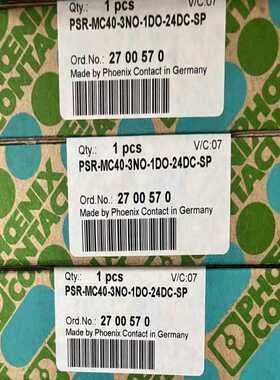 Qty.: 1 pcs V/C:07
PSR-MC40-3NO-1DO-24DC-SP
Ord.No.: 27 00 57 0
Made by Phoenix Contact in Germany
PHOENIX
CONTACT
Qty.: 1 pcs V/C:07
PSR-MC40-3NO-1DO-24DC-SP
Ord.No.: 27 00 57 0
Made by Phoenix Contact in Germany
PHOENIX
CONTACT
Qty.: 1 pcs V/C:07
PSR-MC40-3NO-1DO-24DC-SP
Ord.No.: 27 00 57 0
Made by Phoenix Contact in Germany